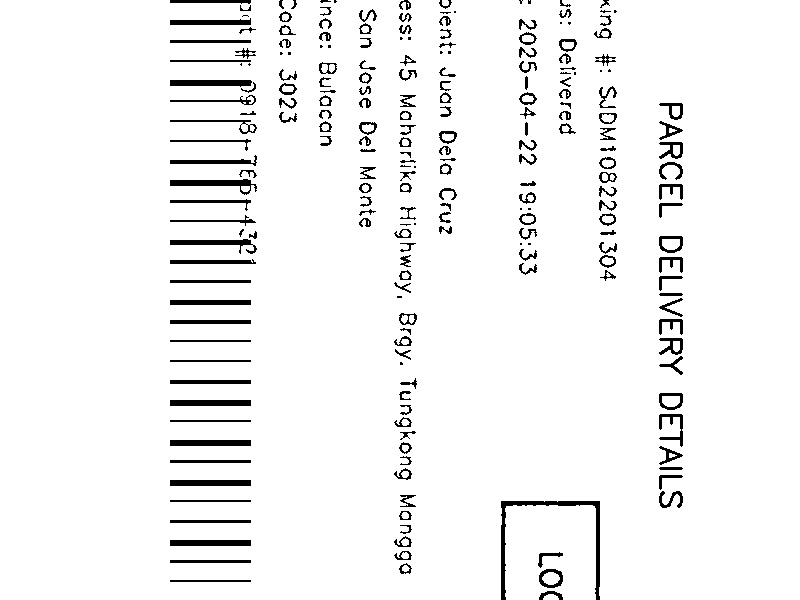 PARCEL DELIVERY DETAILS
king #: SJDM1082201304
us: Delivered
: 2025-04-22 19:05:33
LOC
pient: Juan Dela Cruz
ess: 45 Maharlika Highway, Brgy. Tungkong Mangga
San Jose Del Monte
ince: Bulacan
Code: 3023